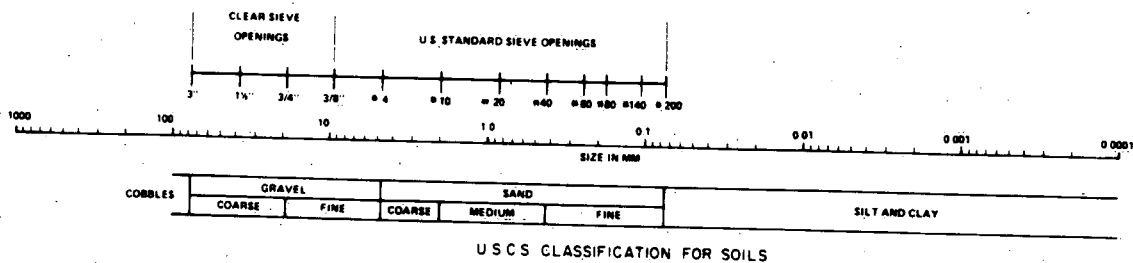 CLEAR SIEVE
OPENINGS
U.S. STANDARD SIEVE OPENINGS
3" 1½" 3/4" 3/8" #4 #10 #20 #40 #60 #80 #140 #200
1000 100 10 1.0 0.1 0.01 0.001 0.0001
SIZE IN MM
COBBLES GRAVEL SAND SILT AND CLAY
COARSE FINE COARSE MEDIUM FINE
USCS CLASSIFICATION FOR SOILS